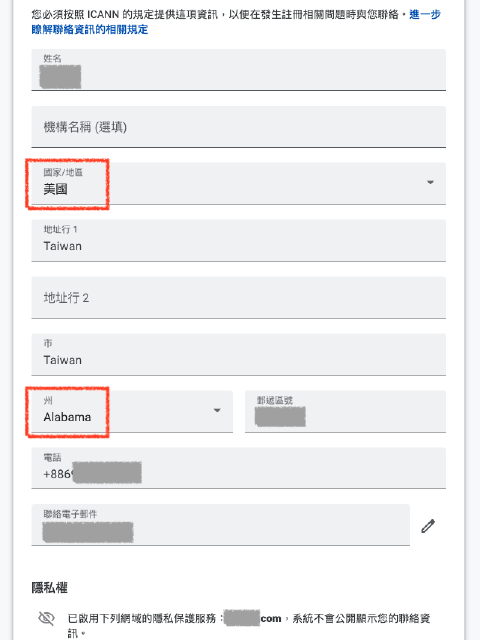 您必須按照 ICANN 的規定提供這項資訊，以便在發生註冊相關問題時與您聯絡。進一步
瞭解聯絡資訊的相關規定
姓名
機構名稱 (選填)
國家/地區
美國
地址行 1
Taiwan
地址行 2
市
Taiwan
州
Alabama
郵遞區號
電話
+886
聯絡電子郵件
隱私權
已啟用下列網域的隱私保護服務：com，系統不會公開顯示您的聯絡資
訊。